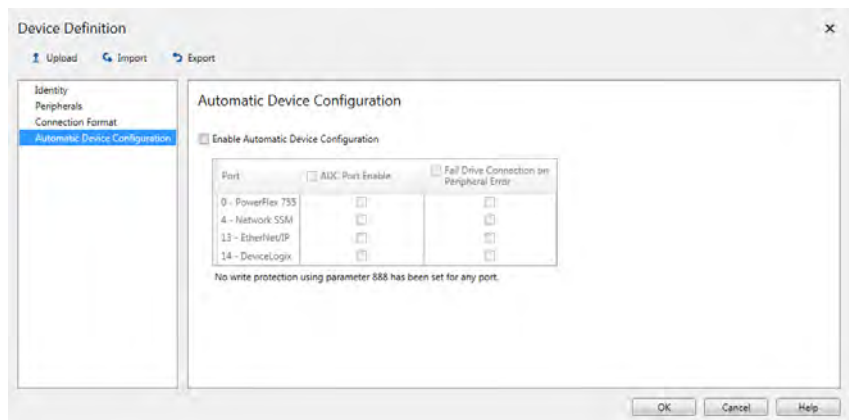 Device Definition
Upload Import Export
Identity
Peripherals
Connection Format
Automatic Device Configuration
Automatic Device Configuration
Enable Automatic Device Configuration
Port ADC Port Enable Fail Drive Connection on
Peripheral Error
0 - PowerFlex 755
4 - Network SSM
13 - EtherNet/IP
14 - DeviceLogix
No write protection using parameter 888 has been set for any port.
OK Cancel Help